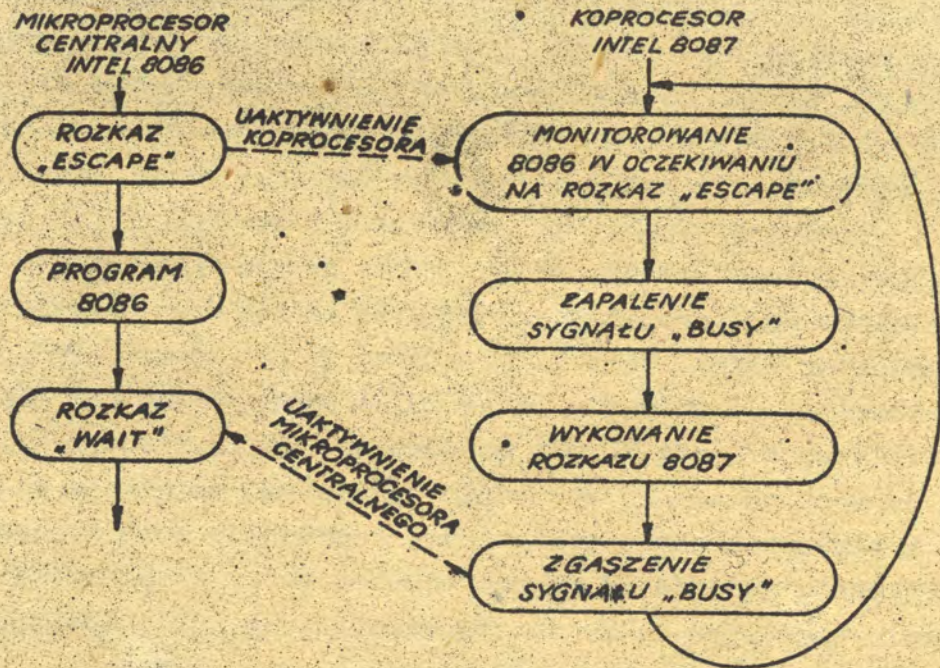 MIKROPROCESOR
CENTRALNY
INTEL 8086
ROZKAZ
„ESCAPE"
PROGRAM
8086
ROZKAZ
„WAIT"
UAKTYWNIENIE
KOPROCESORA
UAKTYWNIENIE
MIKROPROCESORA
CENTRALNEGO
KOPROCESOR
INTEL 8087
MONITOROWANIE
8086 W OCZEKIWANIU
NA ROZKAZ „ESCAPE"
ZAPALENIE
SYGNAŁU „BUSY"
WYKONANIE
ROZKAZU 8087
ZGASZENIE
SYGNAŁU „BUSY"